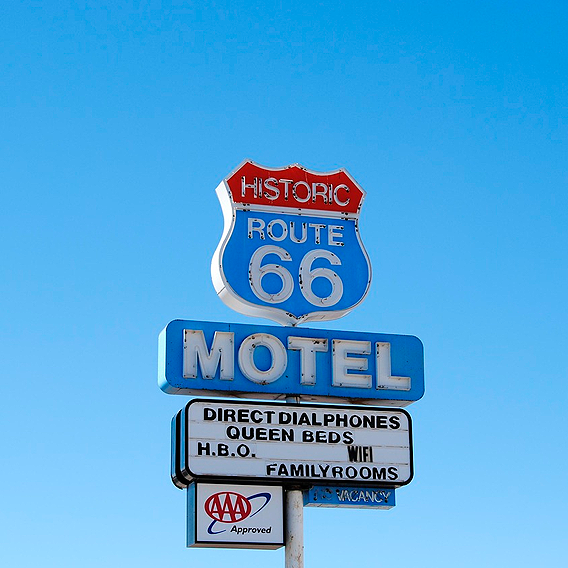 HISTORIC
ROUTE
66
MOTEL
DIRECT DIAL PHONES
QUEEN BEDS
H.B.O. WIFI
FAMILY ROOMS
VACANCY
AAA
Approved